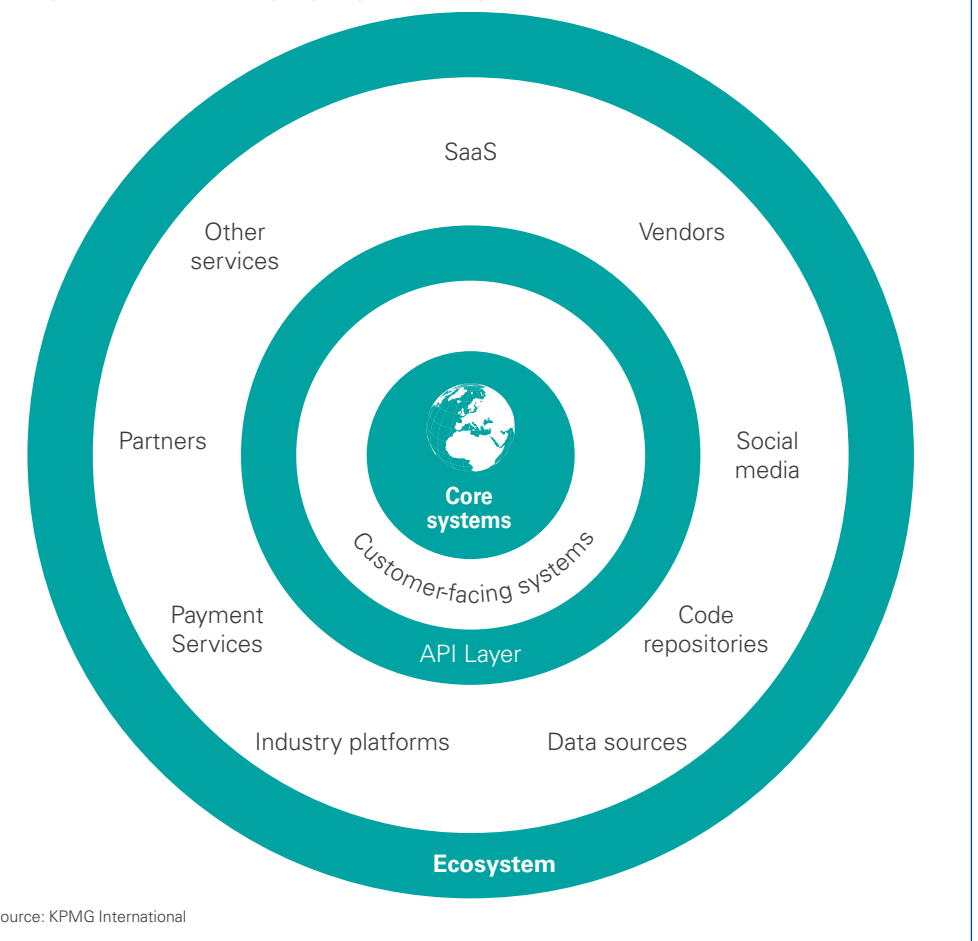 SaaS
Other
services
Vendors
Partners
Social
media
Core
systems
Customer-facing systems
Payment
Services
Code
repositories
API Layer
Industry platforms
Data sources
Ecosystem
ource: KPMG International